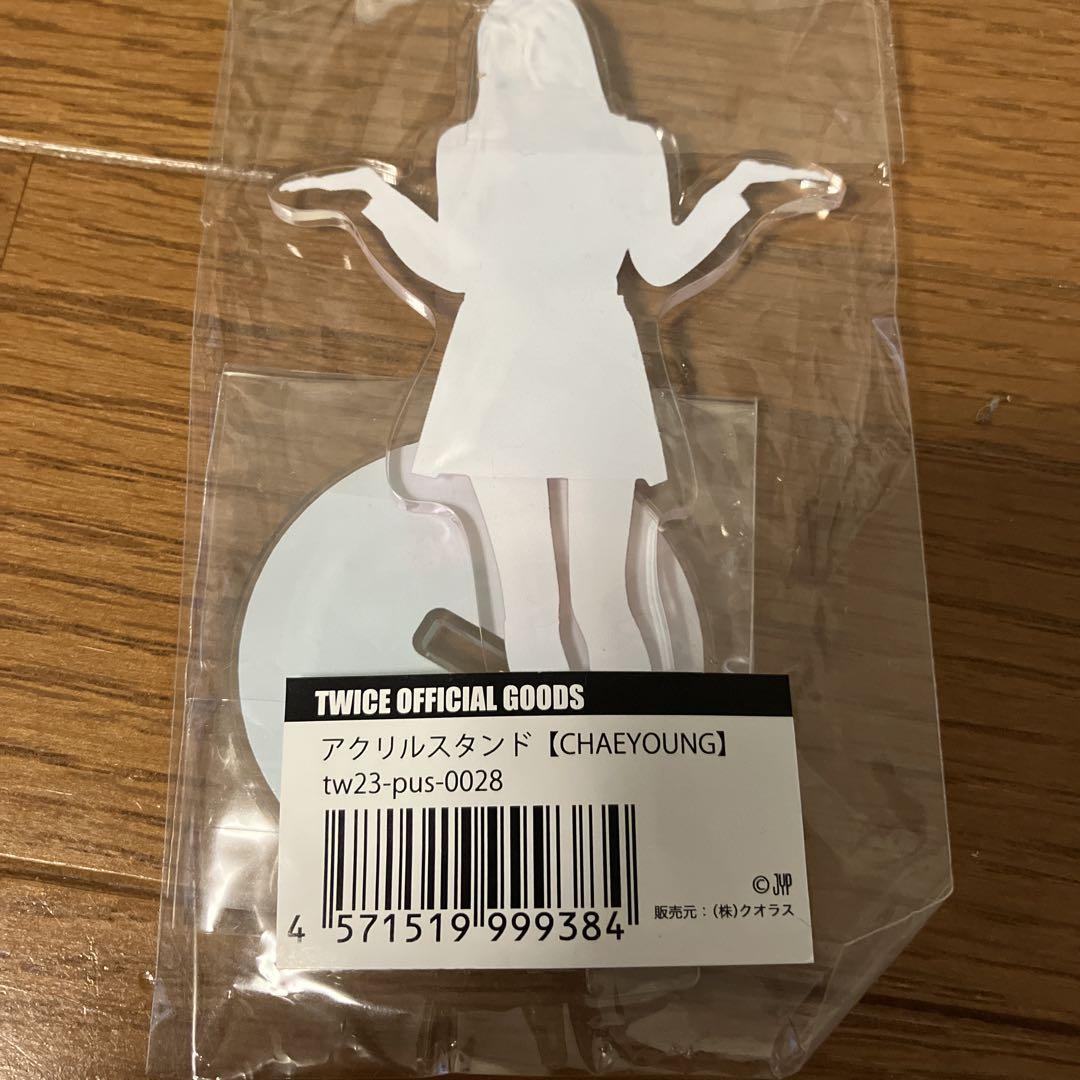 TWICE OFFICIAL GOODS
アクリルスタンド【CHAEYOUNG】
tw23-pus-0028
©JYP
販売元：(株)クオラス
4 571519 999384